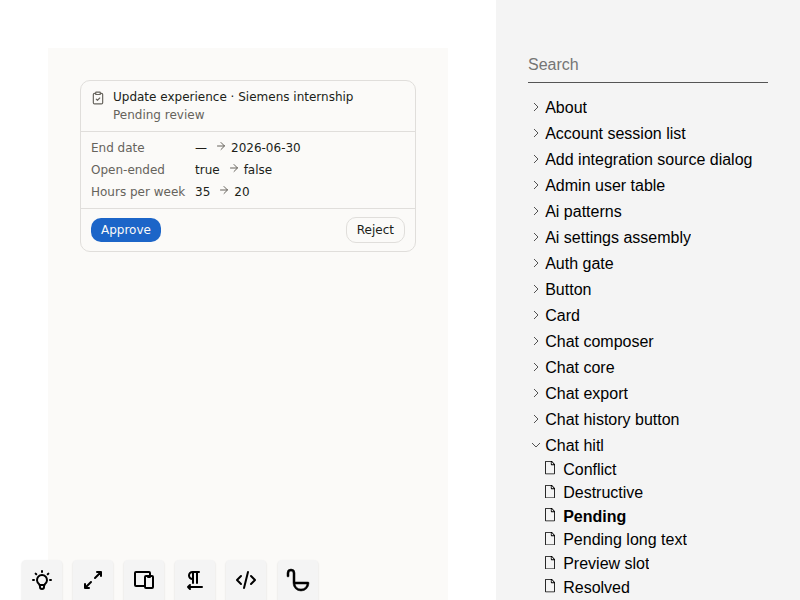 Update experience · Siemens internship
Pending review
End date — → 2026-06-30
Open-ended true → false
Hours per week 35 → 20
Approve Reject
Search
About
Account session list
Add integration source dialog
Admin user table
Ai patterns
Ai settings assembly
Auth gate
Button
Card
Chat composer
Chat core
Chat export
Chat history button
Chat hitl
Conflict
Destructive
Pending
Pending long text
Preview slot
Resolved